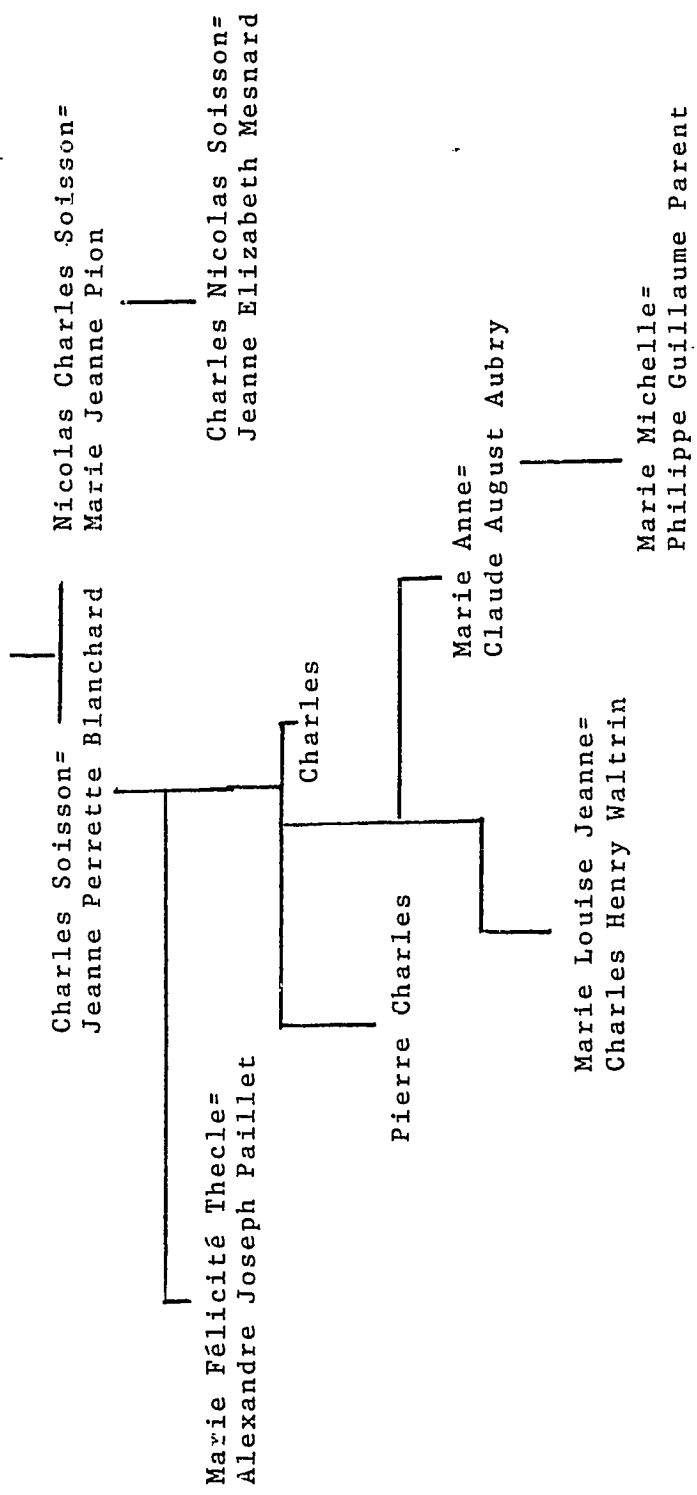 Charles Soisson=
Jeanne Perrette Blanchard
Nicolas Charles Soisson=
Marie Jeanne Pion
Marie Félicité Thecle=
Alexandre Joseph Paillet
Charles Nicolas Soisson=
Jeanne Elizabeth Mesnard
Charles
Pierre Charles
Marie Anne=
Claude August Aubry
Marie Louise Jeanne=
Charles Henry Waltrin
Marie Michelle=
Philippe Guillaume Parent